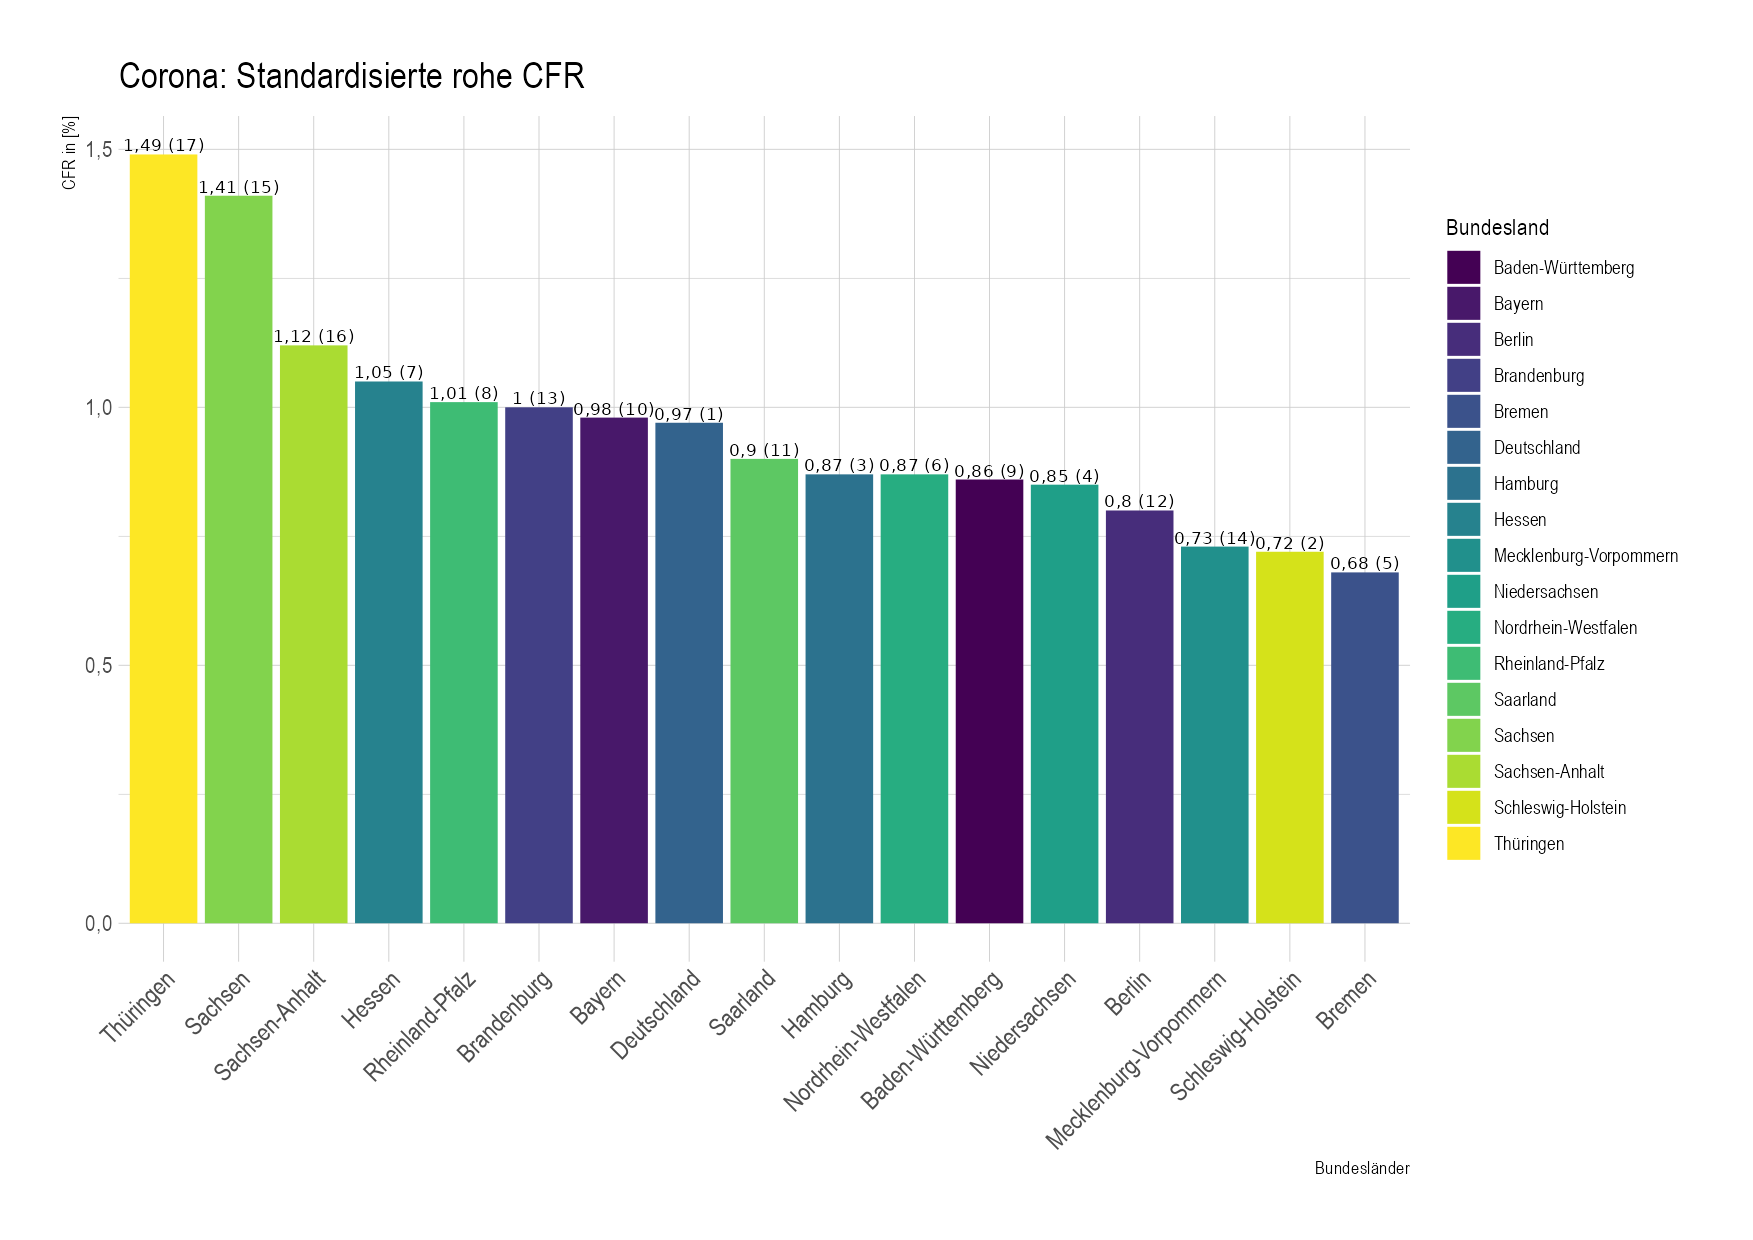 Corona: Standardisierte rohe CFR
CFR in [%]
1,5
1,0
0,5
0,0
1,49 (17)
1,41 (15)
1,12 (16)
1,05 (7)
1,01 (8)
1 (13)
0,98 (10)
0,97 (1)
0,9 (11)
0,87 (3)
0,87 (6)
0,86 (9)
0,85 (4)
0,8 (12)
0,73 (14)
0,72 (2)
0,68 (5)
Thüringen
Sachsen
Sachsen-Anhalt
Hessen
Rheinland-Pfalz
Brandenburg
Bayern
Deutschland
Saarland
Hamburg
Nordrhein-Westfalen
Baden-Württemberg
Niedersachsen
Berlin
Mecklenburg-Vorpommern
Schleswig-Holstein
Bremen
Bundesländer
Bundesland
Baden-Württemberg
Bayern
Berlin
Brandenburg
Bremen
Deutschland
Hamburg
Hessen
Mecklenburg-Vorpommern
Niedersachsen
Nordrhein-Westfalen
Rheinland-Pfalz
Saarland
Sachsen
Sachsen-Anhalt
Schleswig-Holstein
Thüringen